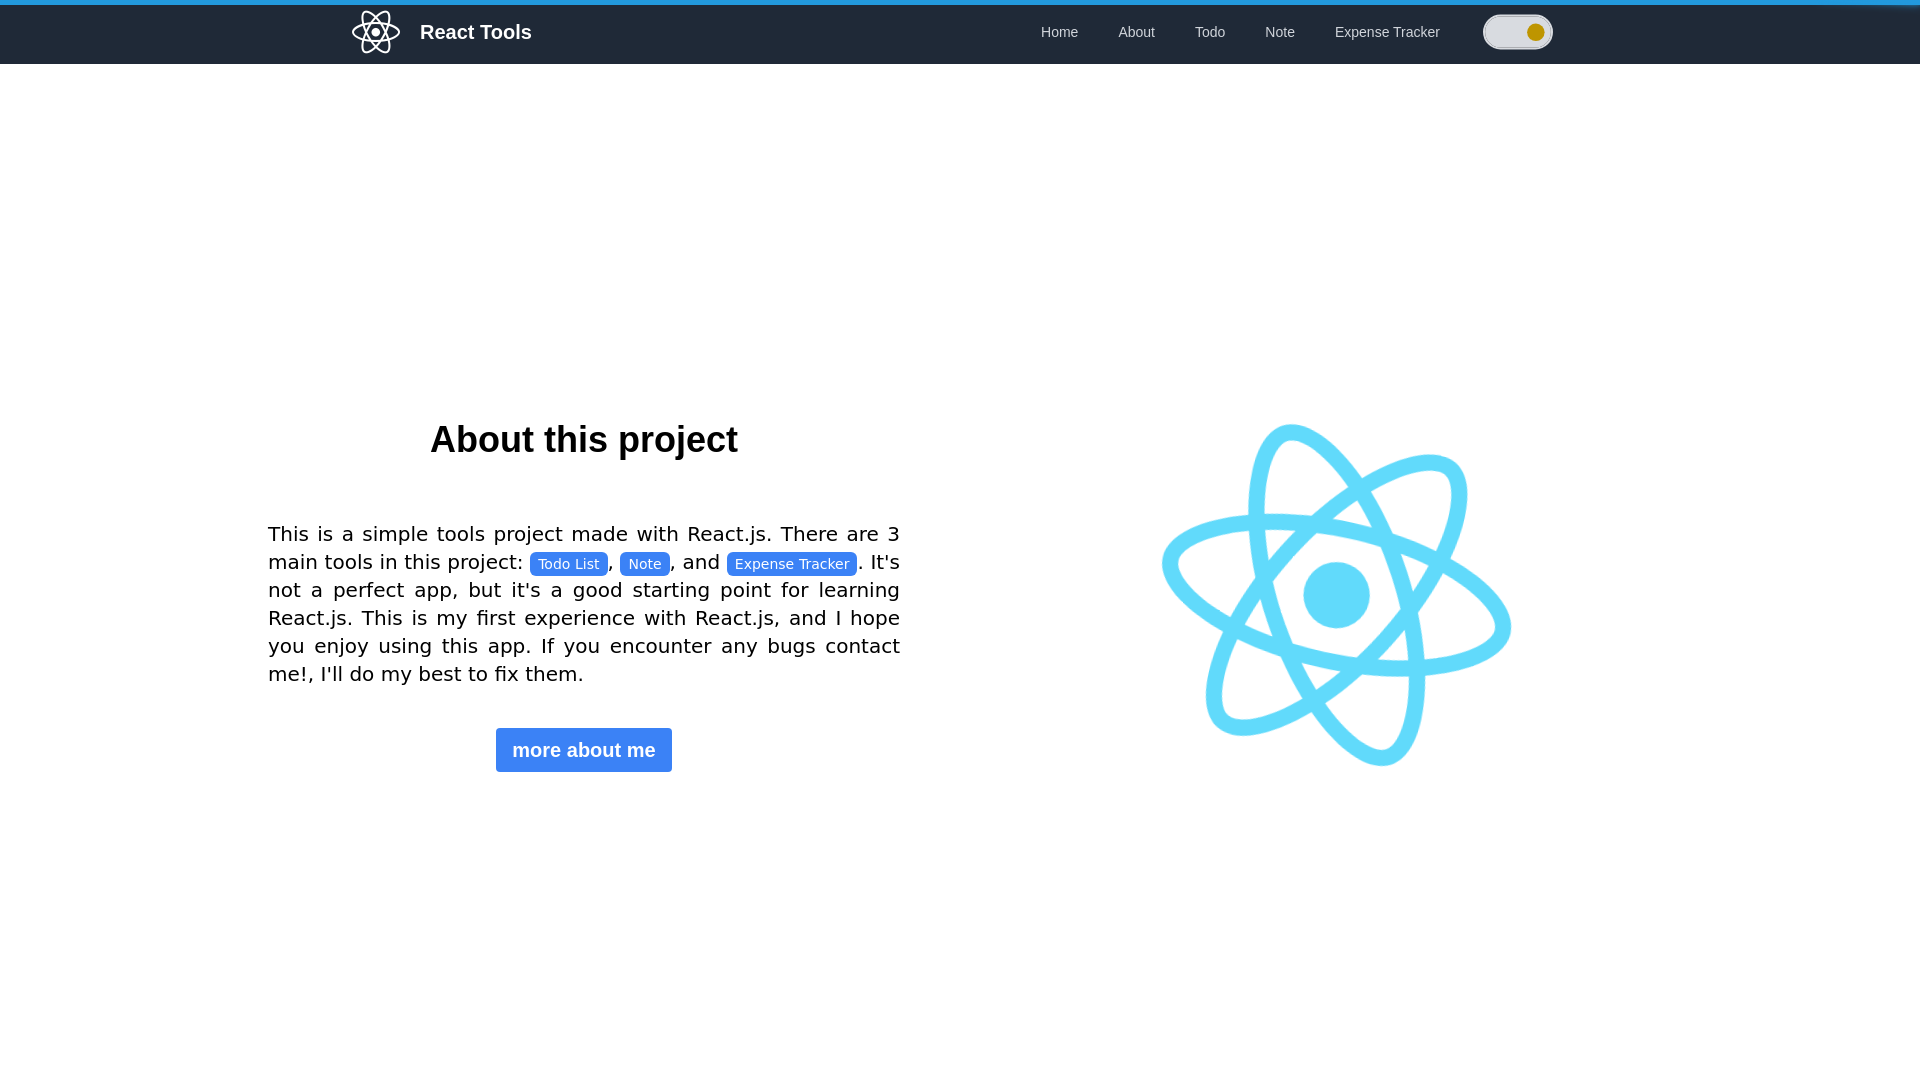 React Tools
Home
About
Todo
Note
Expense Tracker
About this project
This is a simple tools project made with React.js. There are 3
main tools in this project: Todo List, Note, and Expense Tracker. It's
not a perfect app, but it's a good starting point for learning
React.js. This is my first experience with React.js, and I hope
you enjoy using this app. If you encounter any bugs contact
me!, I'll do my best to fix them.
more about me